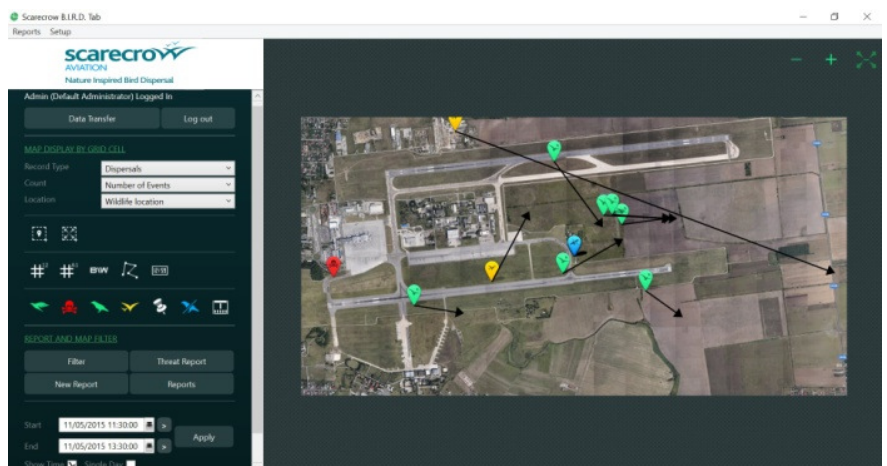 Scarecrow B.I.R.D. Tab
Reports Setup
scarecrow
AVIATION
Nature Inspired Bird Dispersal
Admin (Default Administrator) Logged In
Data Transfer Log out
MAP DISPLAY BY GRID CELL
Record Type Dispersals
Count Number of Events
Location Wildlife location
B/W
REPORT AND MAP FILTER
Filter Threat Report
New Report Reports
Start 11/05/2015 11:30:00 >
Apply
End 11/05/2015 13:30:00 >
Show Time Single Day